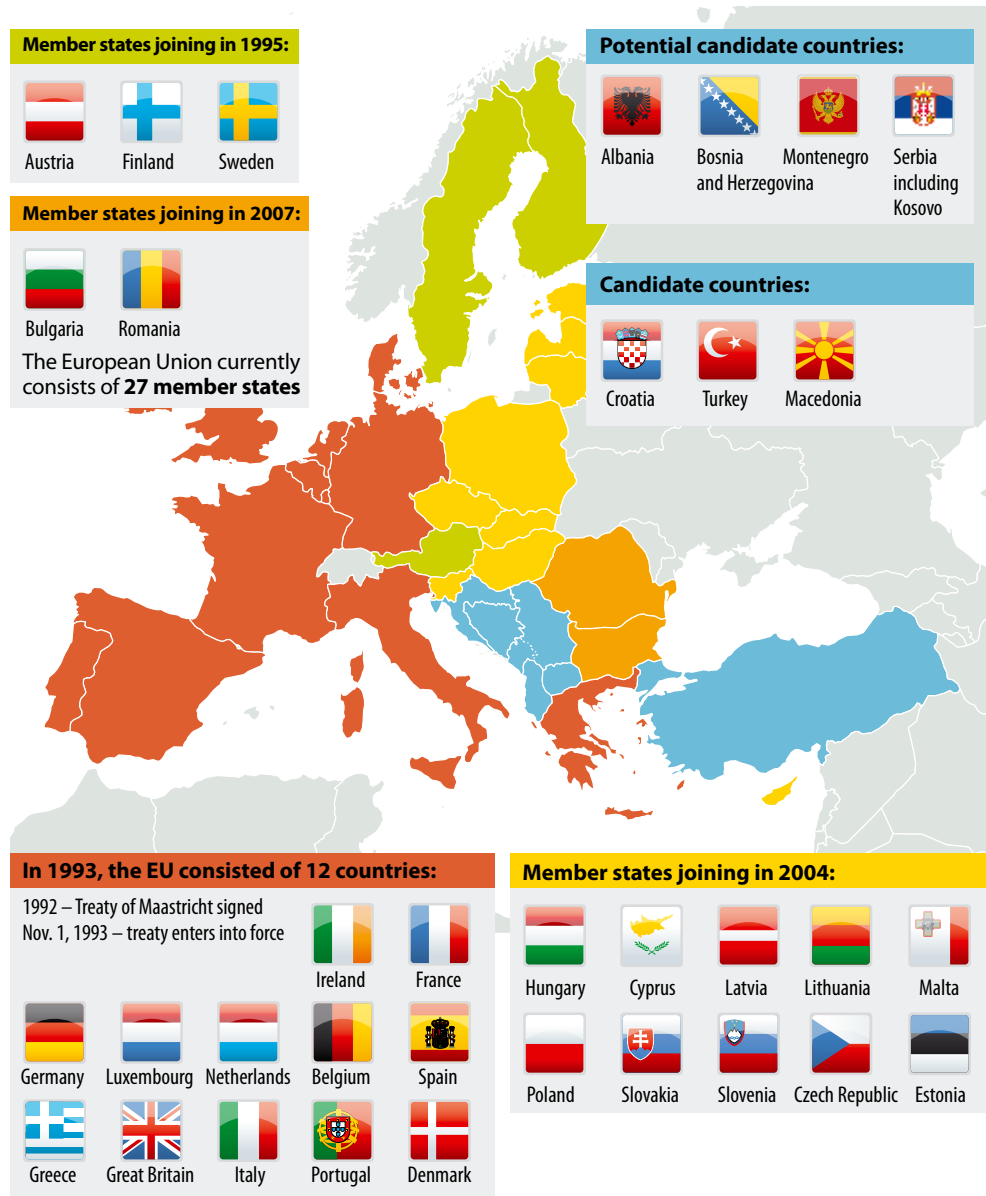 Member states joining in 1995:
Austria Finland Sweden
Member states joining in 2007:
Bulgaria Romania
The European Union currently
consists of 27 member states
Potential candidate countries:
Albania Bosnia Montenegro Serbia
and Herzegovina including
Kosovo
Candidate countries:
Croatia Turkey Macedonia
In 1993, the EU consisted of 12 countries:
1992 – Treaty of Maastricht signed
Nov. 1, 1993 – treaty enters into force
Ireland France
Germany Luxembourg Netherlands Belgium Spain
Greece Great Britain Italy Portugal Denmark
Member states joining in 2004:
Hungary Cyprus Latvia Lithuania Malta
Poland Slovakia Slovenia Czech Republic Estonia